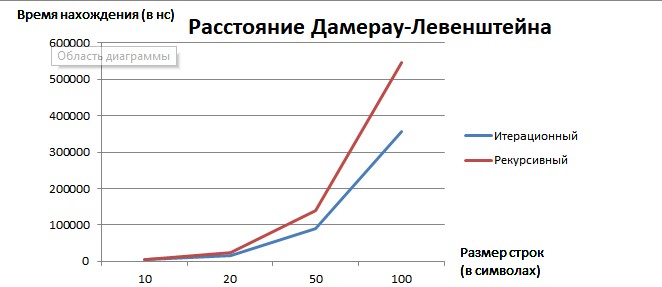 Время нахождения (в нс)
Расстояние Дамерау-Левенштейна
600000
Область диаграммы
500000
400000
300000
200000
100000
0
10 20 50 100
Итерационный
Рекурсивный
Размер строк
(в символах)